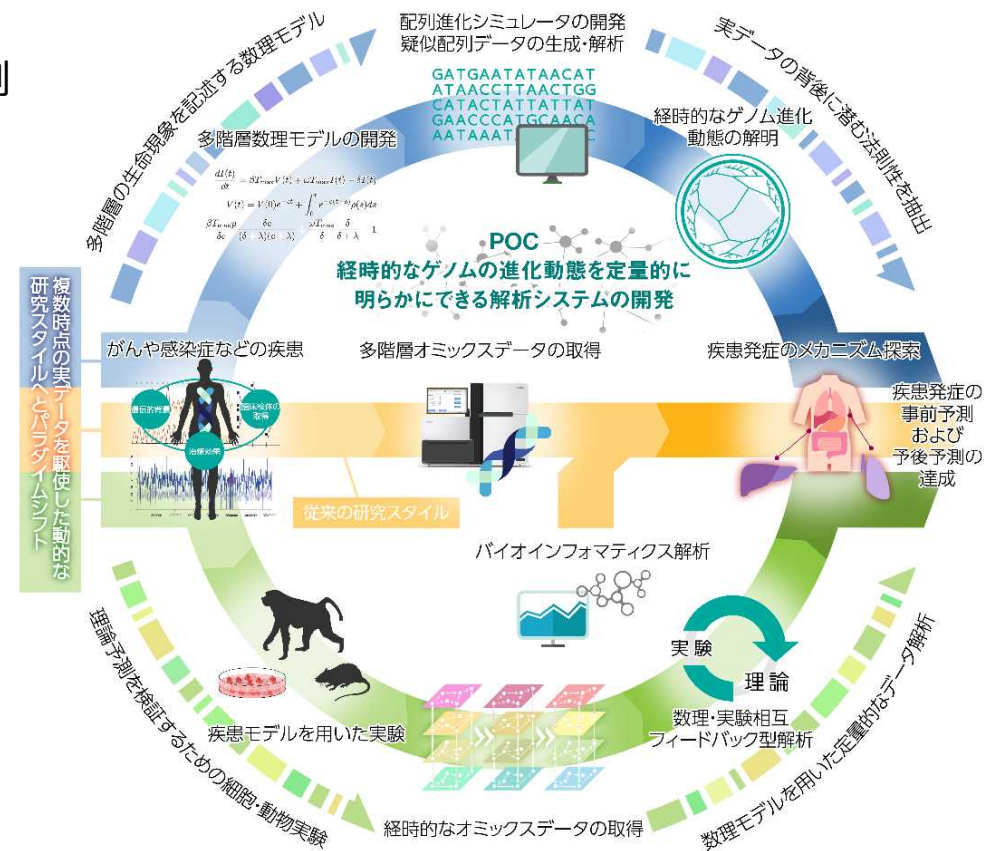 多階層の生命現象を記述する数理モデル
配列進化シミュレータの開発
疑似配列データの生成・解析
実データの背後に潜む法則性を抽出
GATGAATATAACAT
ATAACCTTAACTGG
CATACTATTATTAT
GAACCCATGCAACA
AATAAAT
C
多階層数理モデルの開発
経時的なゲノム進化
動態の解明
POC
経時的なゲノムの進化動態を定量的に
明らかにできる解析システムの開発
複数時点の実データを駆使した動的な
研究スタイルへとパラダイムシフト
がんや感染症などの疾患
多階層オミックスデータの取得
疾患発症のメカニズム探索
遺伝的背景
臨床検体の
取得
治療効果
疾患発症の
事前予測
および
予後予測の
達成
従来の研究スタイル
バイオインフォマティクス解析
実験
理論
数理・実験相互
フィードバック型解析
疾患モデルを用いた実験
経時的なオミックスデータの取得
理論予測を検証するための細胞・動物実験
数理モデルを用いた定量的なデータ解析